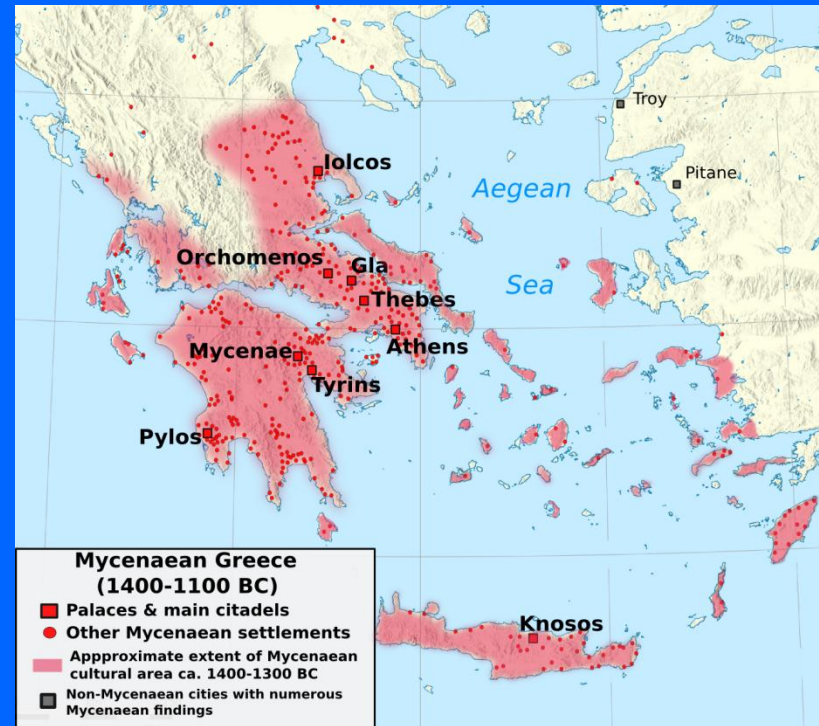 Troy
Iolcos
Pitane
Aegean
Orchomenos
Gla
Sea
Thebes
Athens
Mycenae
Tyrins
Pylos
Knosos
Mycenaean Greece
(1400-1100 BC)
Palaces & main citadels
Other Mycenaean settlements
Appproximate extent of Mycenaean
cultural area ca. 1400-1300 BC
Non-Mycenaean cities with numerous
Mycenaean findings